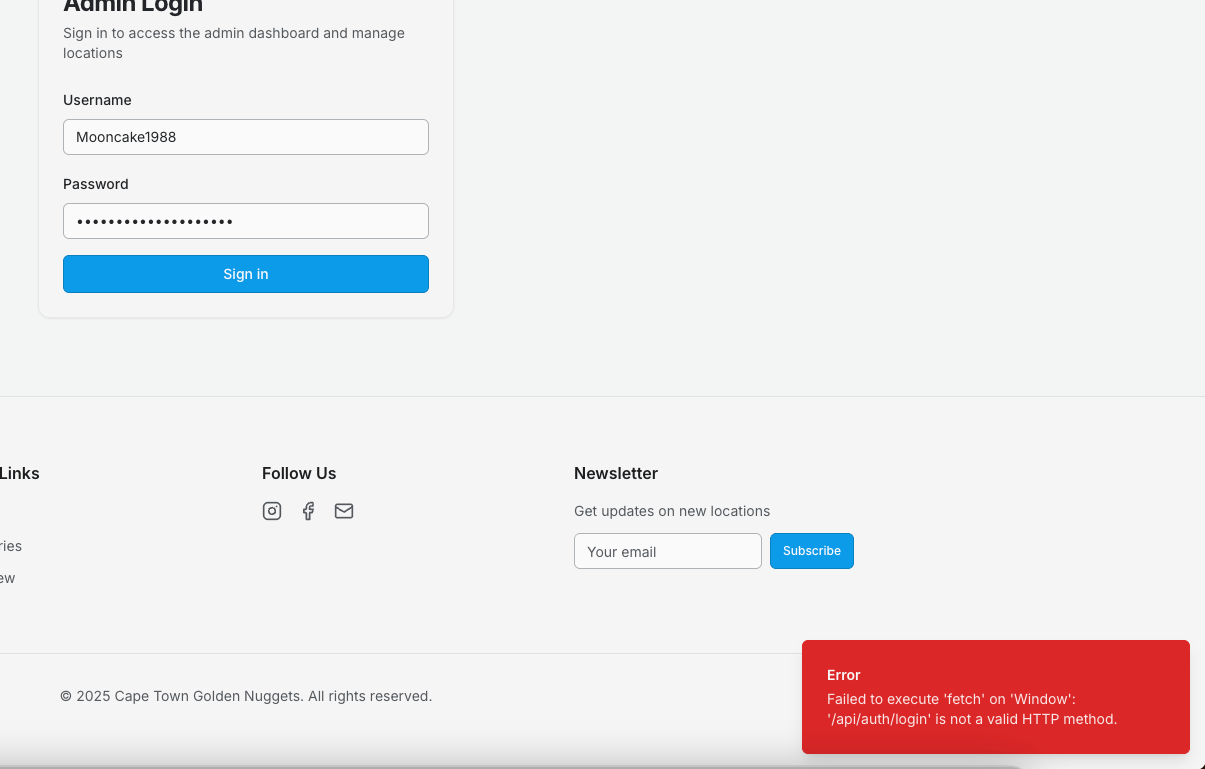 Admin Login
Sign in to access the admin dashboard and manage
locations
Username
Mooncake1988
Password
••••••••••••••••••••
Sign in
Links
ries
ew
Follow Us
Newsletter
Get updates on new locations
Your email
Subscribe
© 2025 Cape Town Golden Nuggets. All rights reserved.
Error
Failed to execute 'fetch' on 'Window':
'/api/auth/login' is not a valid HTTP method.